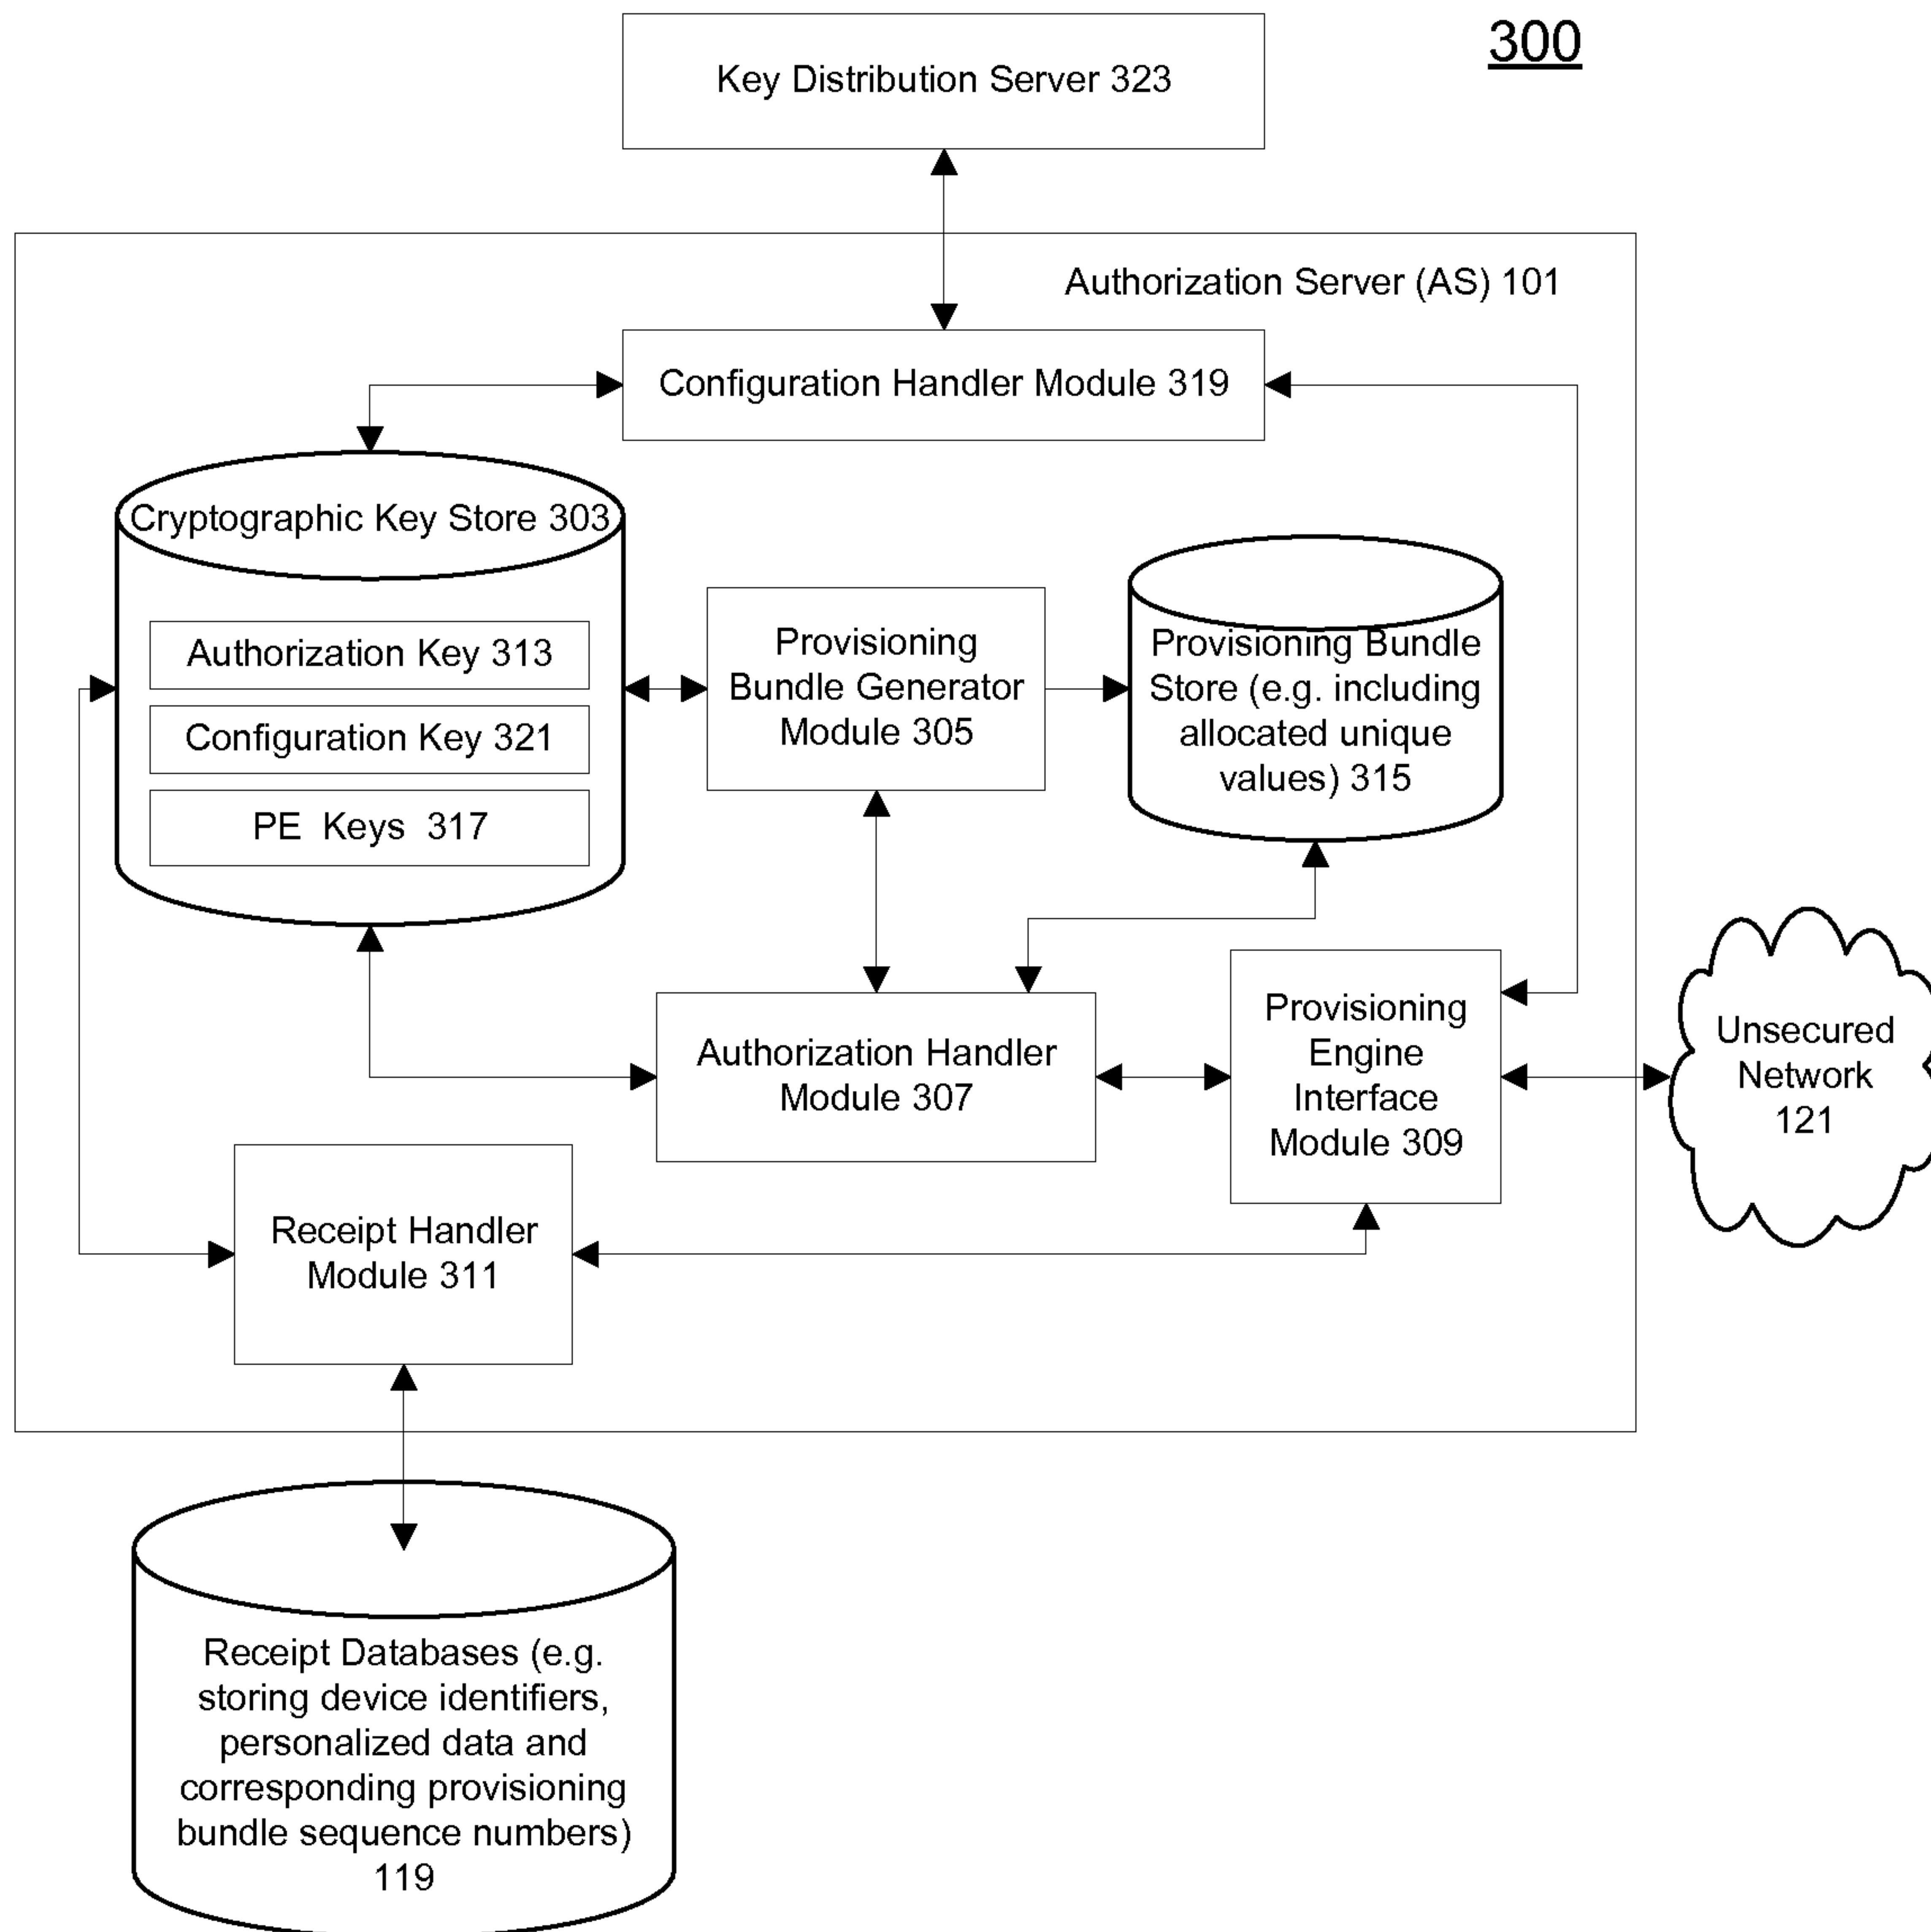 300
Key Distribution Server 323
Authorization Server (AS) 101
Configuration Handler Module 319
Cryptographic Key Store 303
Authorization Key 313
Configuration Key 321
PE Keys 317
Provisioning
Bundle Generator
Module 305
Provisioning Bundle
Store (e.g. including
allocated unique
values) 315
Authorization Handler
Module 307
Provisioning
Engine
Interface
Module 309
Unsecured
Network
121
Receipt Handler
Module 311
Receipt Databases (e.g.
storing device identifiers,
personalized data and
corresponding provisioning
bundle sequence numbers)
119